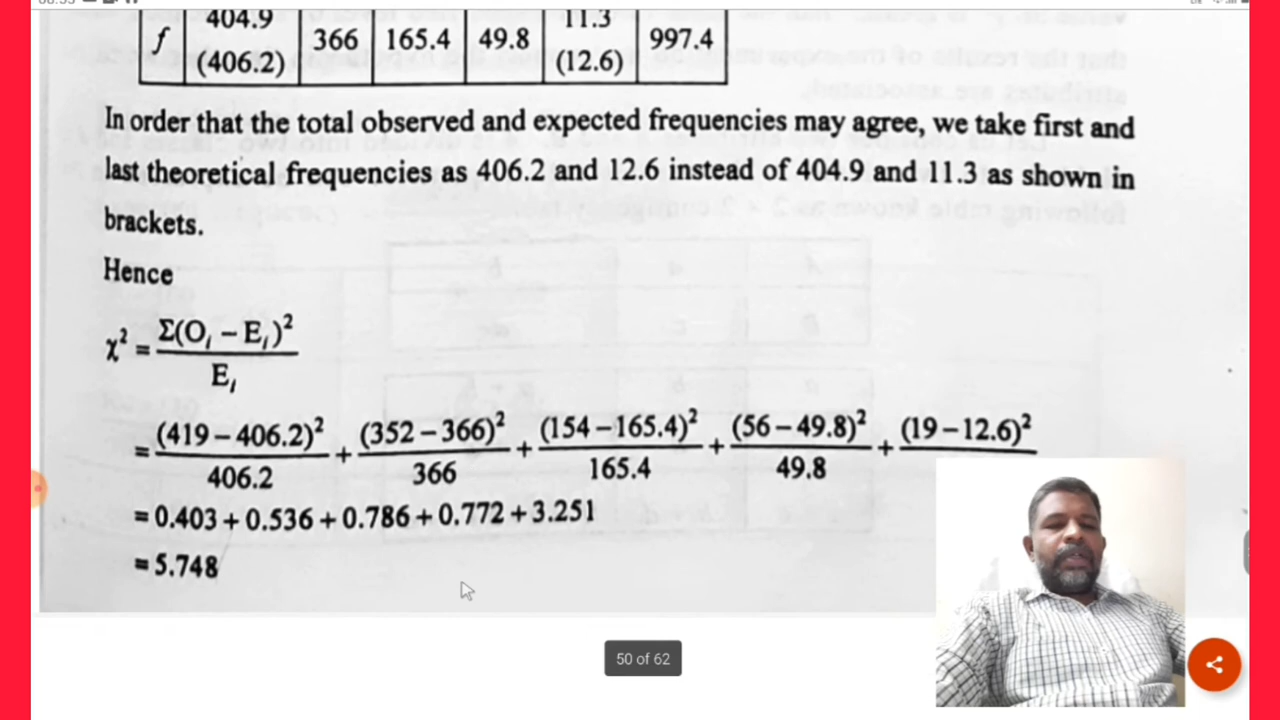 404.9 11.3
f 366 165.4 49.8 997.4
(406.2) (12.6)
In order that the total observed and expected frequencies may agree, we take first and
last theoretical frequencies as 406.2 and 12.6 instead of 404.9 and 11.3 as shown in
brackets.
Hence
χ² = Σ(Oᵢ – Eᵢ)² / Eᵢ
= (419 – 406.2)² / 406.2 + (352 – 366)² / 366 + (154 – 165.4)² / 165.4 + (56 – 49.8)² / 49.8 + (19 – 12.6)²
= 0.403 + 0.536 + 0.786 + 0.772 + 3.251
= 5.748
50 of 62